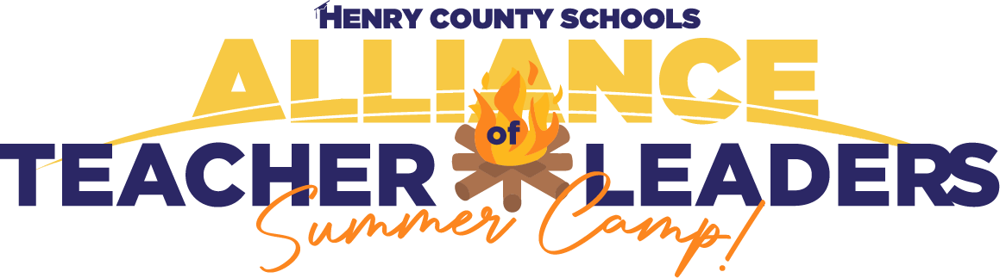 HENRY COUNTY SCHOOLS
ALLIANCE
of
TEACHER LEADERS
Summer Camp!